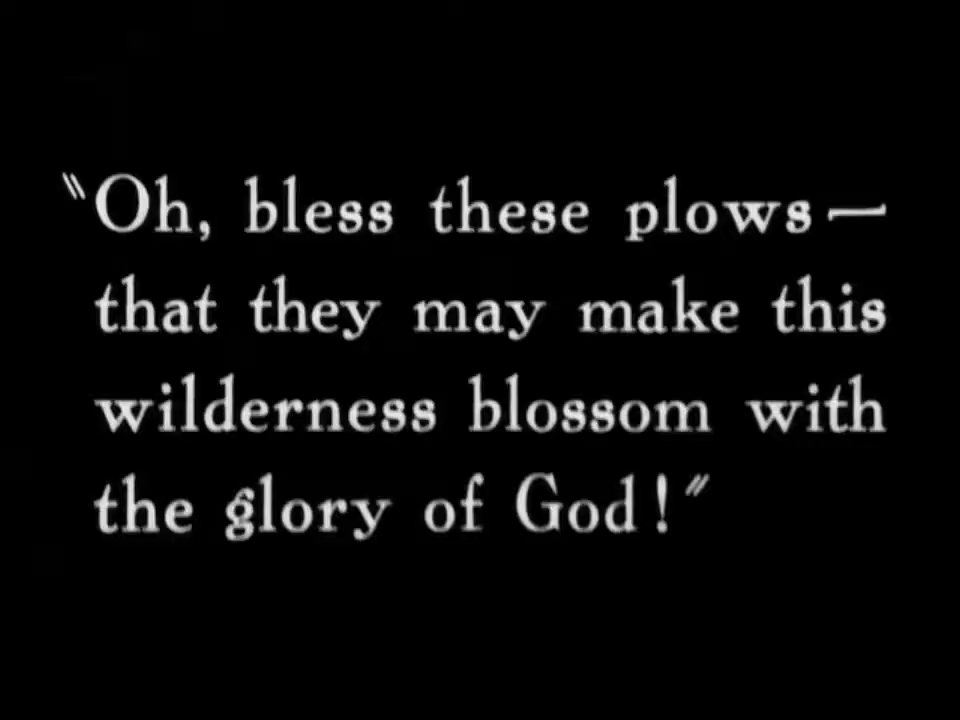 "Oh, bless these plows—
that they may make this
wilderness blossom with
the glory of God!"